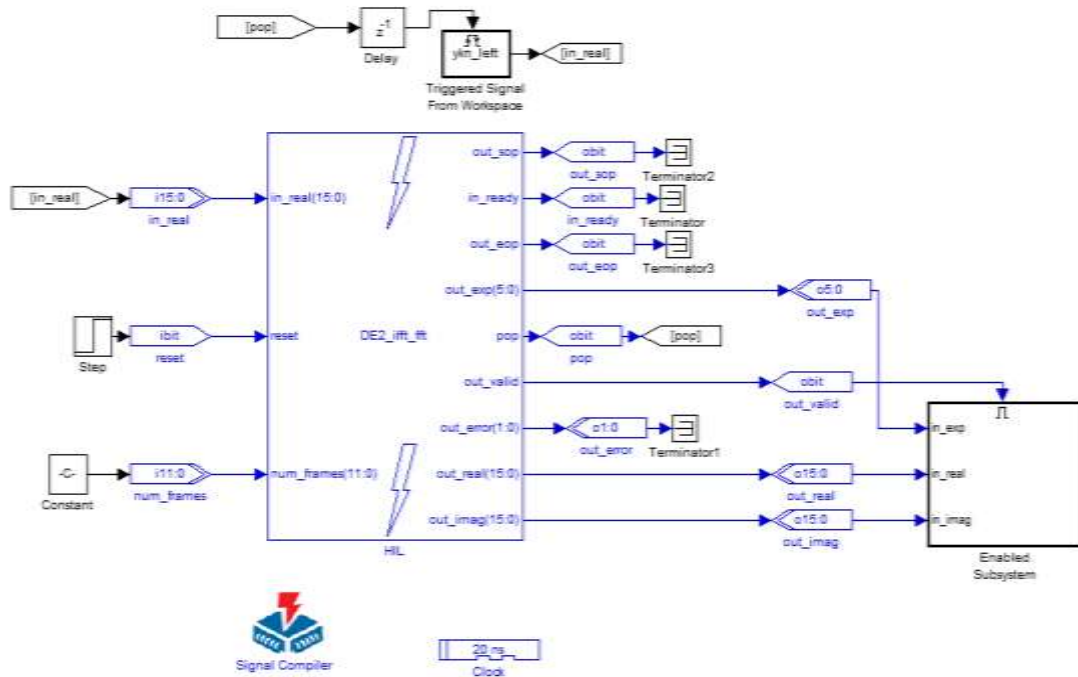 [pop]
z-1
Delay
ykn_left
Triggered Signal
From Workspace
[in_real]
[in_real]
i15:0
in_real
in_real(15:0)
Step
ibit
reset
reset
-C-
Constant
i11:0
num_frames
num_frames(11:0)
DE2_ifft_fft
HIL
out_sop
obit
out_sop
Terminator2
in_ready
obit
in_ready
Terminator
out_eop
obit
out_eop
Terminator3
out_exp(5:0)
o5:0
out_exp
pop
obit
pop
[pop]
out_valid
obit
out_valid
out_error(1:0)
o1:0
out_error
Terminator1
out_real(15:0)
o15:0
out_real
out_imag(15:0)
o15:0
out_imag
in_exp
in_real
in_imag
Enabled
Subsystem
Signal Compiler
20 ns
Clock